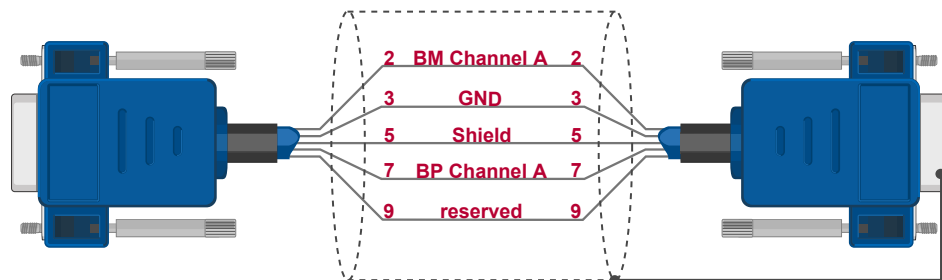 2 BM Channel A 2
3 GND 3
5 Shield 5
7 BP Channel A 7
9 reserved 9